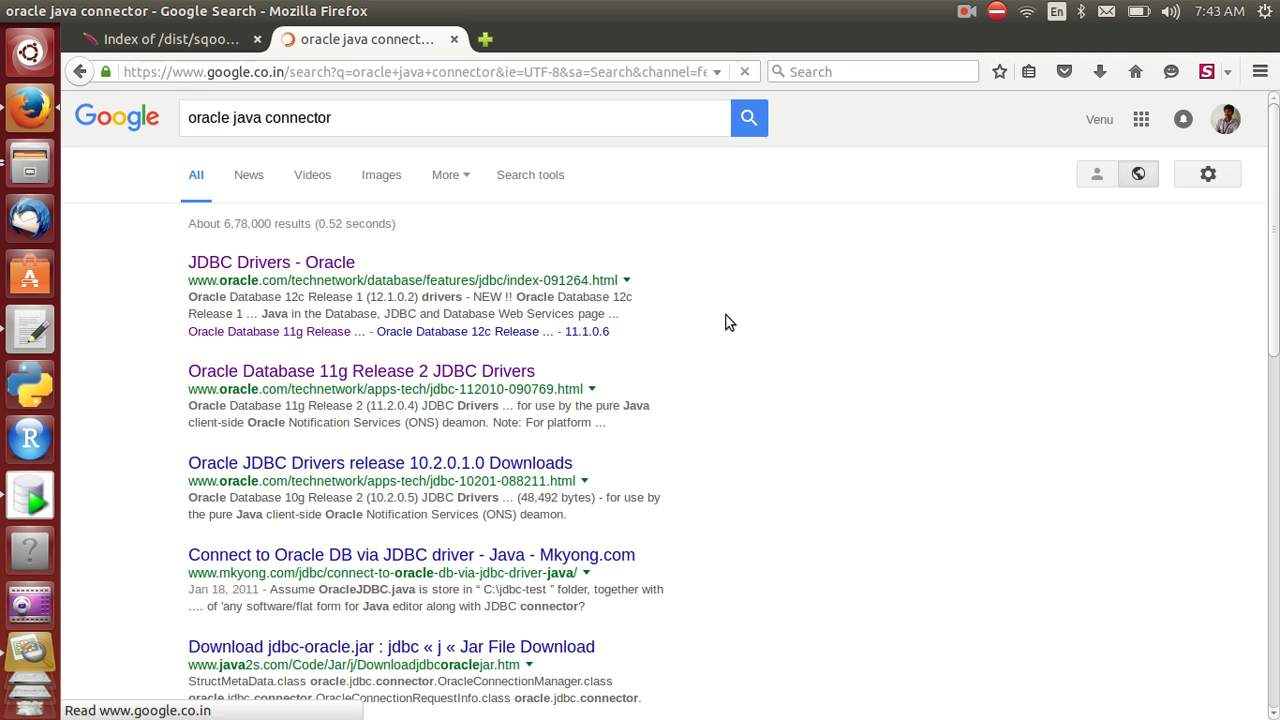 oracle java connector - Google Search - Mozilla Firefox
En
7:43 AM
Index of /dist/sqoo...
oracle java connect...
https://www.google.co.in/search?q=oracle+java+connector&ie=UTF-8&sa=Search&channel=fe
Search
S
Google
oracle java connector
Venu
All
News
Videos
Images
More
Search tools
About 6,78,000 results (0.52 seconds)
JDBC Drivers - Oracle
www.oracle.com/technetwork/database/features/jdbc/index-091264.html
Oracle Database 12c Release 1 (12.1.0.2) drivers - NEW !! Oracle Database 12c
Release 1 ... Java in the Database, JDBC and Database Web Services page ...
Oracle Database 11g Release ... - Oracle Database 12c Release ... - 11.1.0.6
Oracle Database 11g Release 2 JDBC Drivers
www.oracle.com/technetwork/apps-tech/jdbc-112010-090769.html
Oracle Database 11g Release 2 (11.2.0.4) JDBC Drivers ... for use by the pure Java
client-side Oracle Notification Services (ONS) deamon. Note: For platform ...
Oracle JDBC Drivers release 10.2.0.1.0 Downloads
www.oracle.com/technetwork/apps-tech/jdbc-10201-088211.html
Oracle Database 10g Release 2 (10.2.0.5) JDBC Drivers ... (48,492 bytes) - for use by
the pure Java client-side Oracle Notification Services (ONS) deamon.
Connect to Oracle DB via JDBC driver - Java - Mkyong.com
www.mkyong.com/jdbc/connect-to-oracle-db-via-jdbc-driver-java/
Jan 18, 2011 - Assume OracleJDBC.java is store in “ C:\jdbc-test ” folder, together with
.... of 'any software/flat form for Java editor along with JDBC connector?
Download jdbc-oracle.jar : jdbc « j « Jar File Download
www.java2s.com/Code/Jar/j/Downloadjdbcoraclejar.htm
StructMetaData.class oracle.jdbc.connector.OracleConnectionManager.class
oracle.jdbc.connector.OracleConnectionRequestInfo.class oracle.jdbc.connector.
Read www.google.co.in
R
?